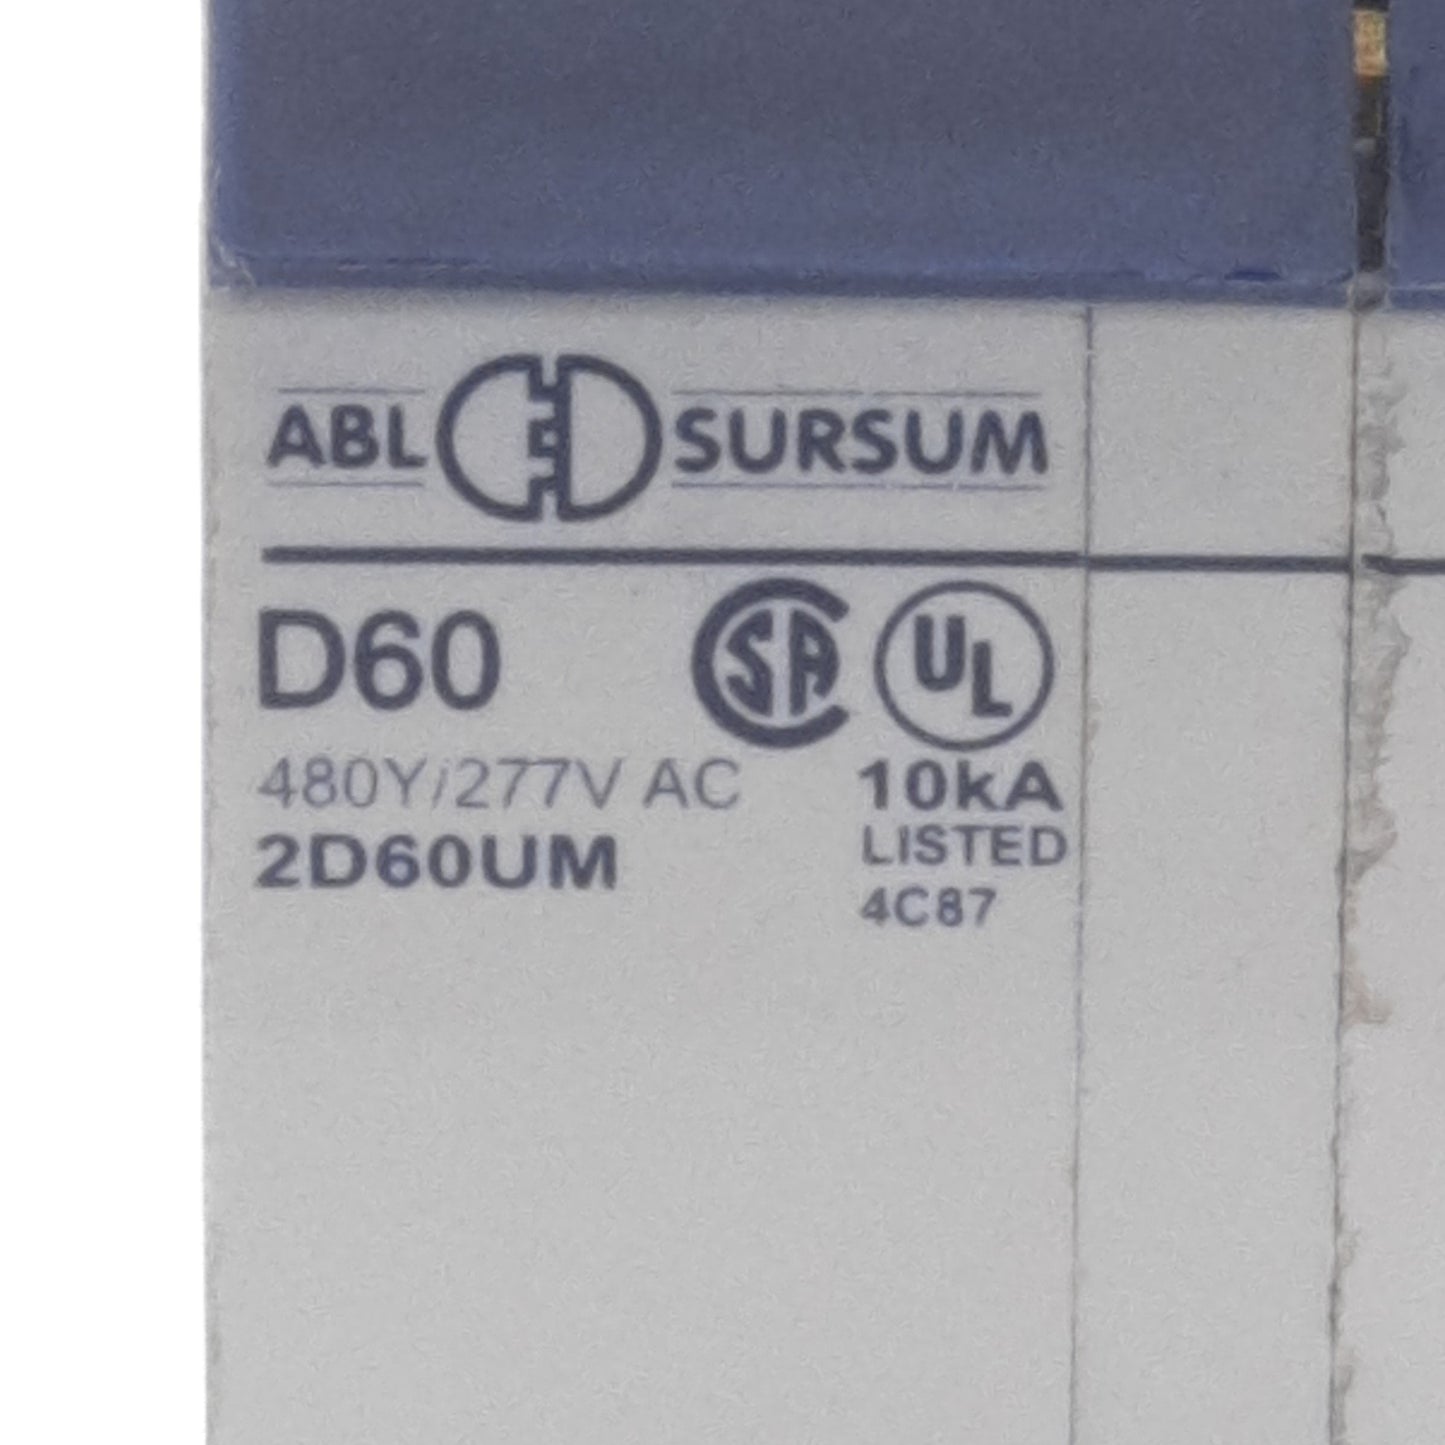 ABL SURSUM
D60 SA UL
480Y/277V AC 10kA
2D60UM LISTED
4C87